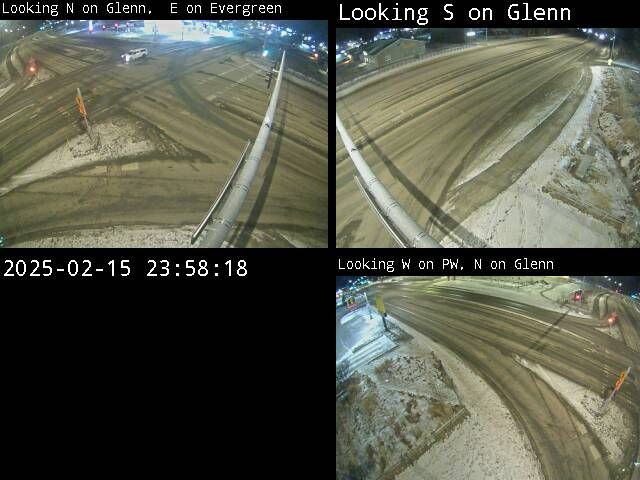 Looking N on Glenn,  E on Evergreen
Looking S on Glenn
2025-02-15 23:58:18
Looking W on PW, N on Glenn